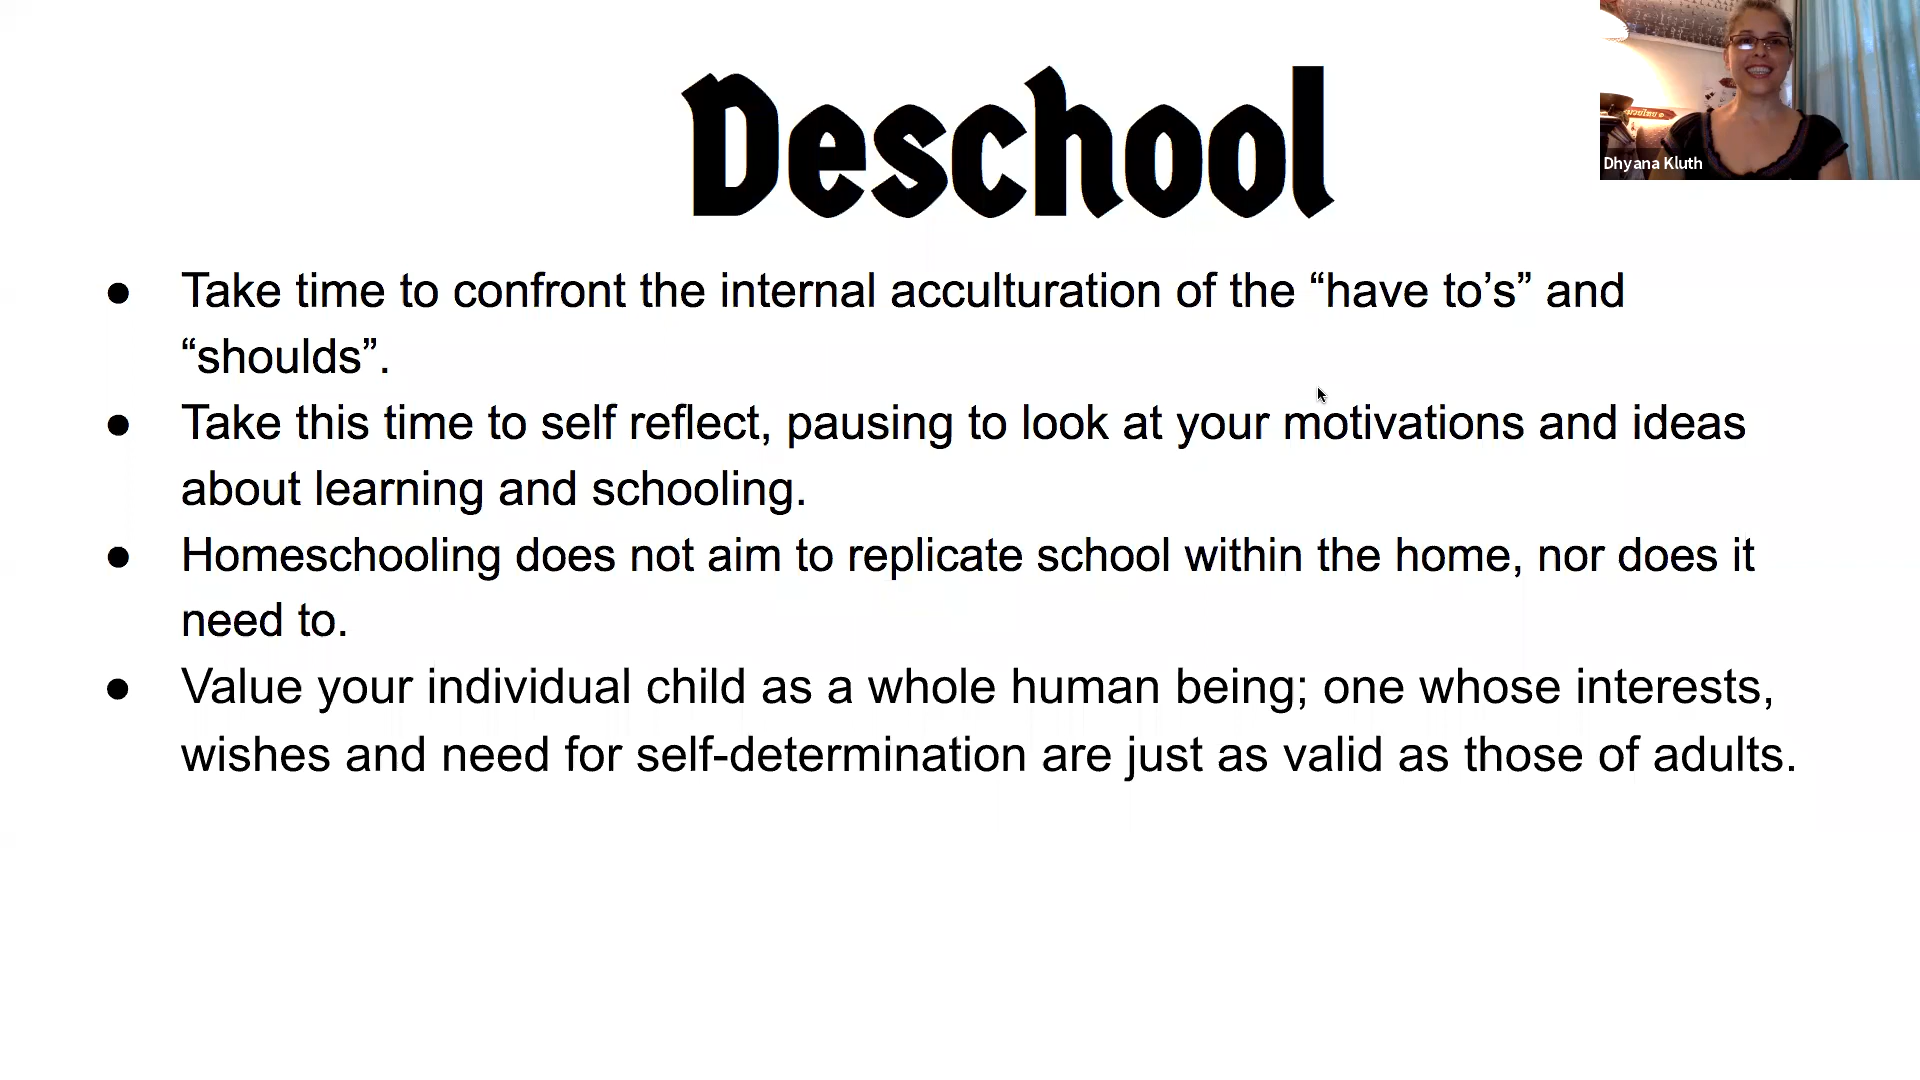 Deschool
Dhyana Kluth
● Take time to confront the internal acculturation of the “have to’s” and
“shoulds”.
● Take this time to self reflect, pausing to look at your motivations and ideas
about learning and schooling.
● Homeschooling does not aim to replicate school within the home, nor does it
need to.
● Value your individual child as a whole human being; one whose interests,
wishes and need for self-determination are just as valid as those of adults.